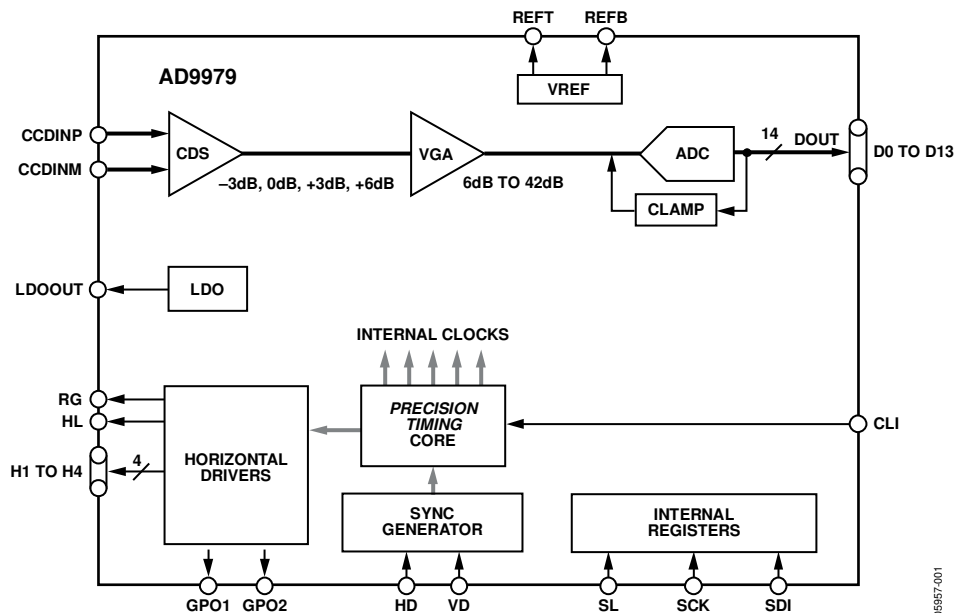 REFT REFB
AD9979
VREF
CCDINP
CCDINM
CDS
–3dB, 0dB, +3dB, +6dB
VGA
6dB TO 42dB
ADC
14
DOUT
D0 TO D13
CLAMP
LDOOUT
LDO
INTERNAL CLOCKS
RG
HL
H1 TO H4
4
HORIZONTAL
DRIVERS
PRECISION
TIMING
CORE
CLI
SYNC
GENERATOR
INTERNAL
REGISTERS
GPO1 GPO2 HD VD SL SCK SDI
05957-001